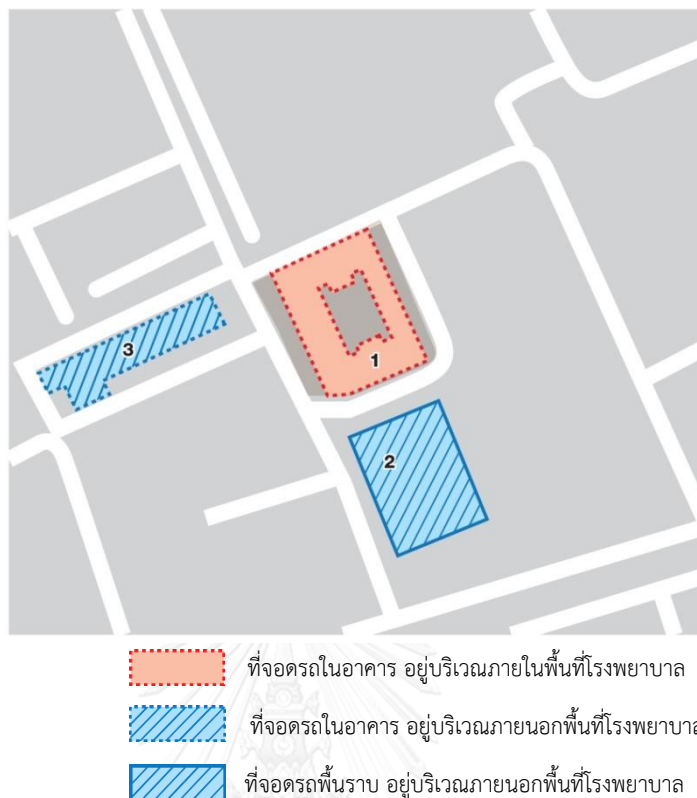 3
1
2
ที่จอดรถในอาคาร อยู่บริเวณภายในพื้นที่โรงพยาบาล
ที่จอดรถในอาคาร อยู่บริเวณภายนอกพื้นที่โรงพยาบาล
ที่จอดรถพื้นราบ อยู่บริเวณภายนอกพื้นที่โรงพยาบาล